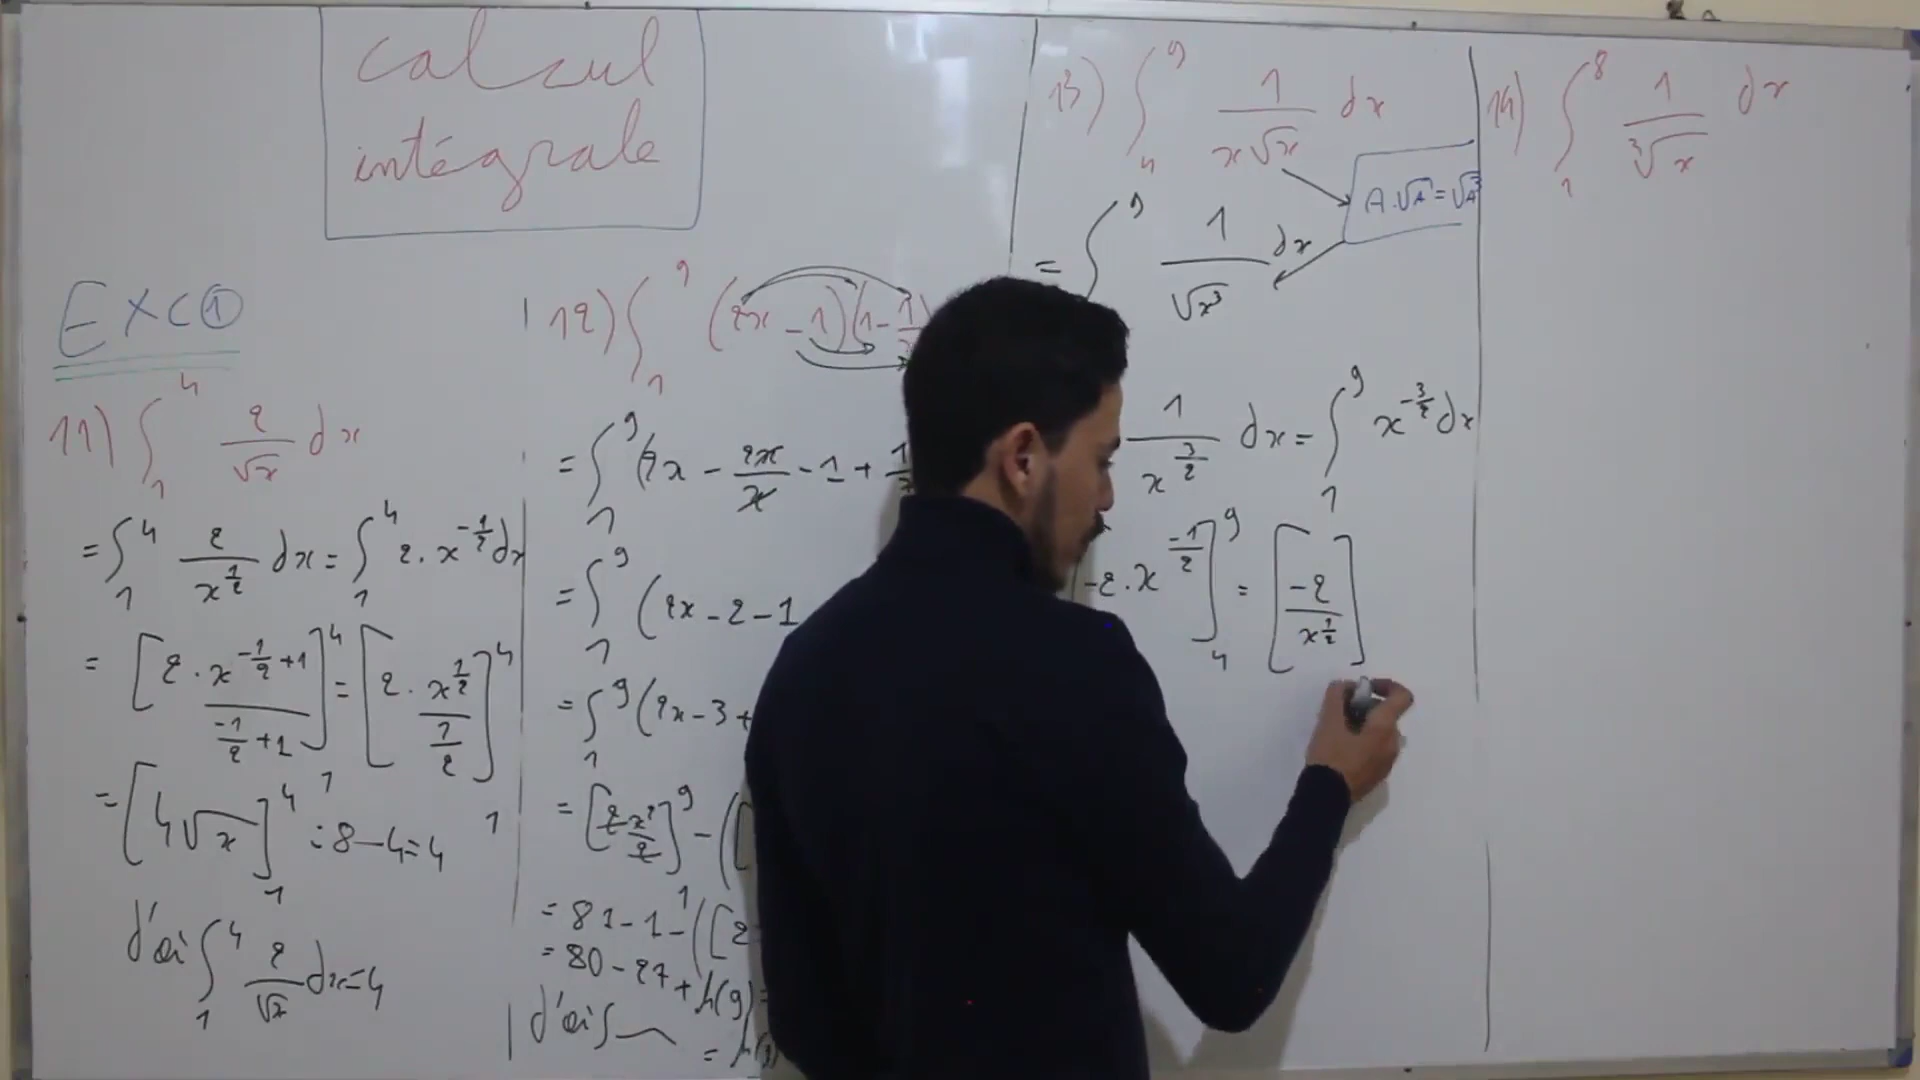 calcul
intégrale
Exc ①
11) ∫₁⁴ 2/√x dx
= ∫₁⁴ 2/x^(1/2) dx = ∫₁⁴ 2 . x^(-1/2) dx
= [2 . x^(-1/2 + 1)/(-1/2 + 1)]₁⁴ = [2 . x^(1/2)/(1/2)]₁⁴
= [4√x]₁⁴ = 8 - 4 = 4
d'où ∫₁⁴ 2/√x dx = 4
12) ∫₁⁹ (2x - 1)(1 - 1/
= ∫₁⁹ (2x - 2x/x - 1 + 1/
= ∫₁⁹ (2x - 2 - 1
= ∫₁⁹ (2x - 3 +
= [2 x²/2]₁⁹ - ([
= 81 - 1 - ([2
= 80 - 27 + ln(9)
d'où ∫
13) ∫₄⁹ 1/(x√x) dx
A.√A = √A³
= ∫⁹ 1/√x³ dx
1/x^(3/2) dx = ∫₁⁹ x^(-3/2) dx
-2 . x^(-1/2)]₄⁹ = [-2/x^(1/2)]
14) ∫₁⁸ 1/∛x dx